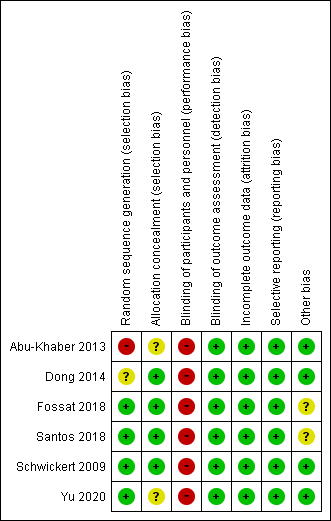 Random sequence generation (selection bias)
Allocation concealment (selection bias)
Blinding of participants and personnel (performance bias)
Blinding of outcome assessment (detection bias)
Incomplete outcome data (attrition bias)
Selective reporting (reporting bias)
Other bias
Abu-Khaber 2013 - ? - + + + +
Dong 2014 ? + - + + + +
Fossat 2018 + + - + + + ?
Santos 2018 + + - + + + ?
Schwickert 2009 + + - + + + +
Yu 2020 + ? - + + + +